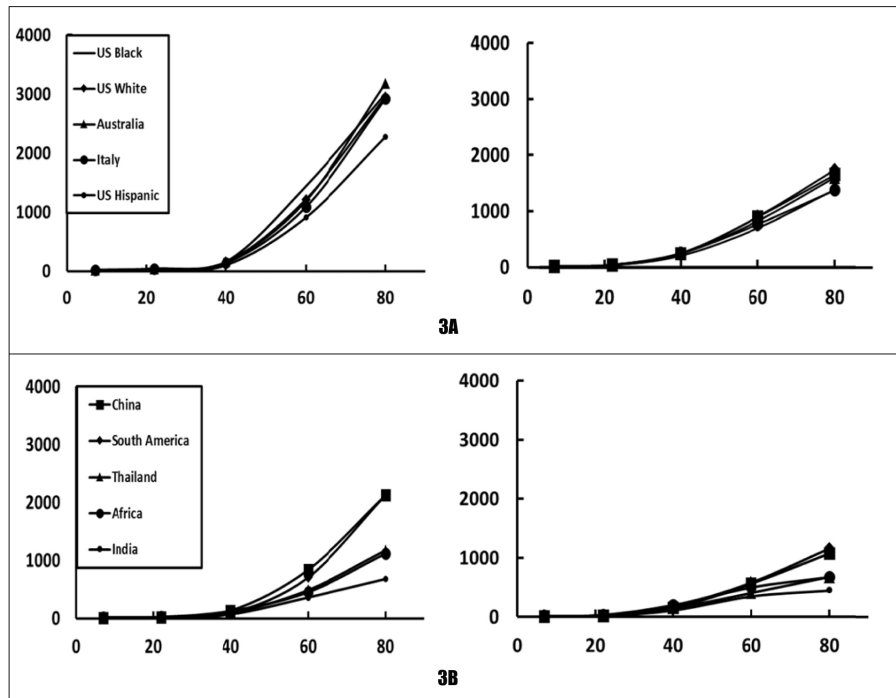 4000
3000
2000
1000
0
0 20 40 60 80
US Black
US White
Australia
Italy
US Hispanic
4000
3000
2000
1000
0
0 20 40 60 80
3A
4000
3000
2000
1000
0
0 20 40 60 80
China
South America
Thailand
Africa
India
4000
3000
2000
1000
0
0 20 40 60 80
3B